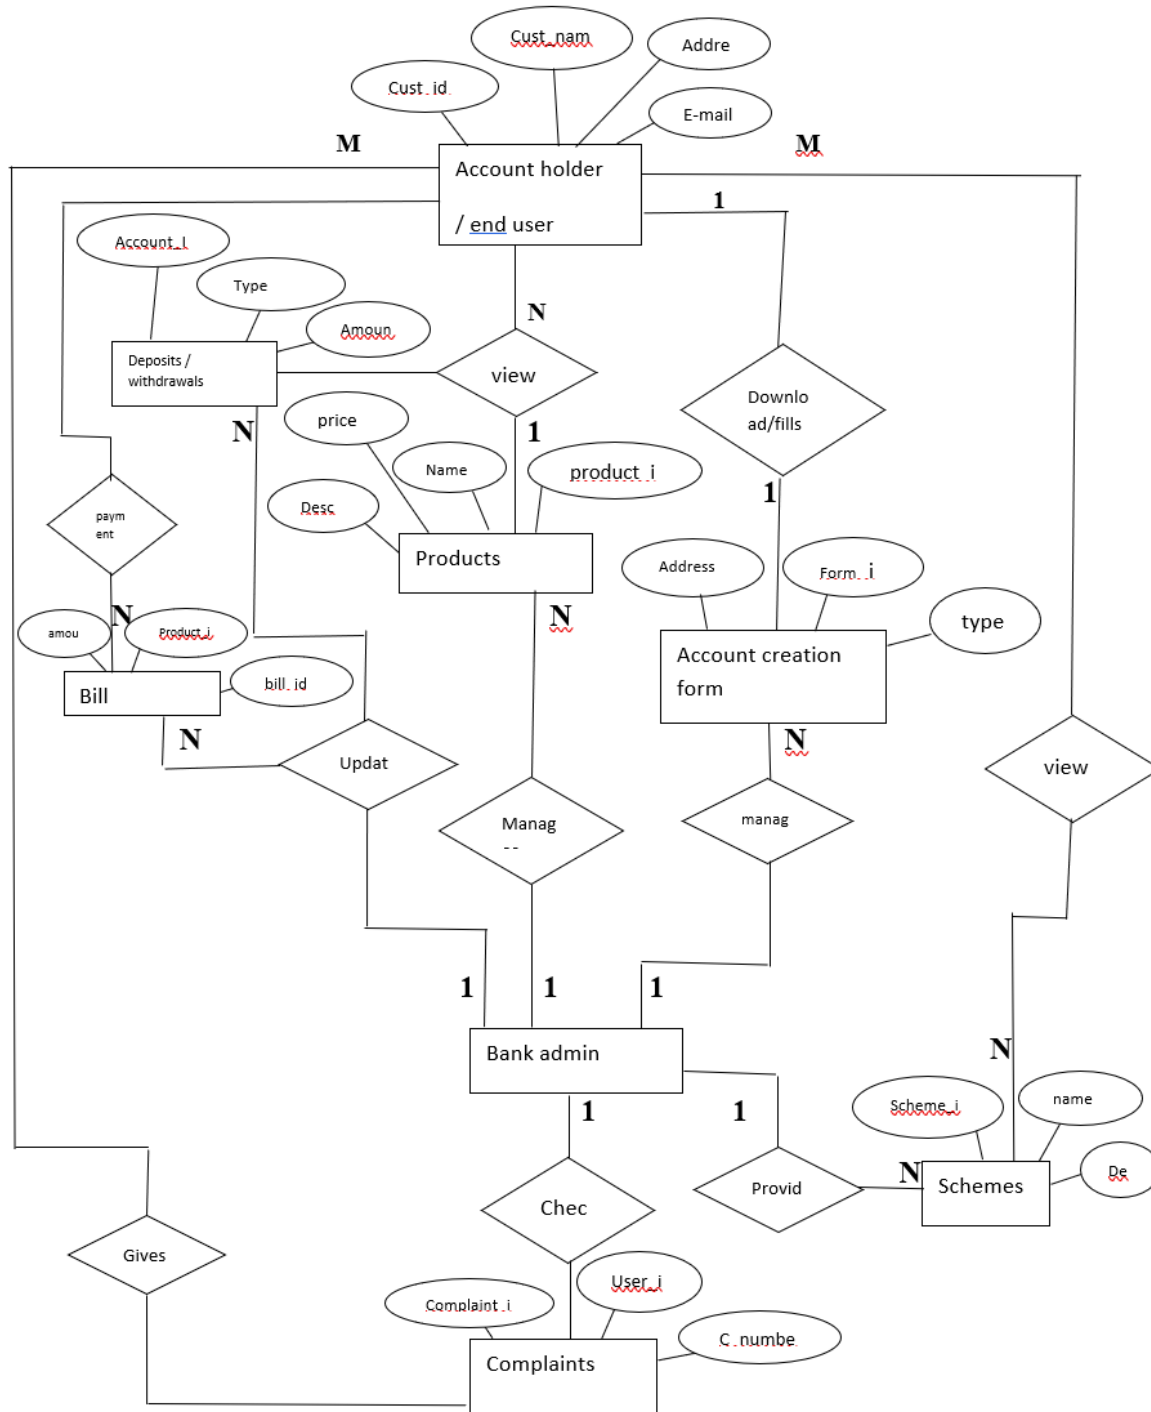 Cust_nam
Addre
Cust_id
E-mail
M
M
Account holder
/ end user
1
Account_I
Type
N
Amoun
Deposits /
withdrawals
view
Downlo
ad/fills
price
N
1
Name
product_i
1
Desc
paym
ent
Products
Address
Form_i
N
N
type
amou
Product_i
Account creation
form
bill_id
Bill
N
N
Updat
view
Manag
manag
1
1
1
N
Bank admin
Scheme_i
name
1
1
N
De
Provid
Schemes
Chec
Gives
User_i
Complaint_i
C_numbe
Complaints